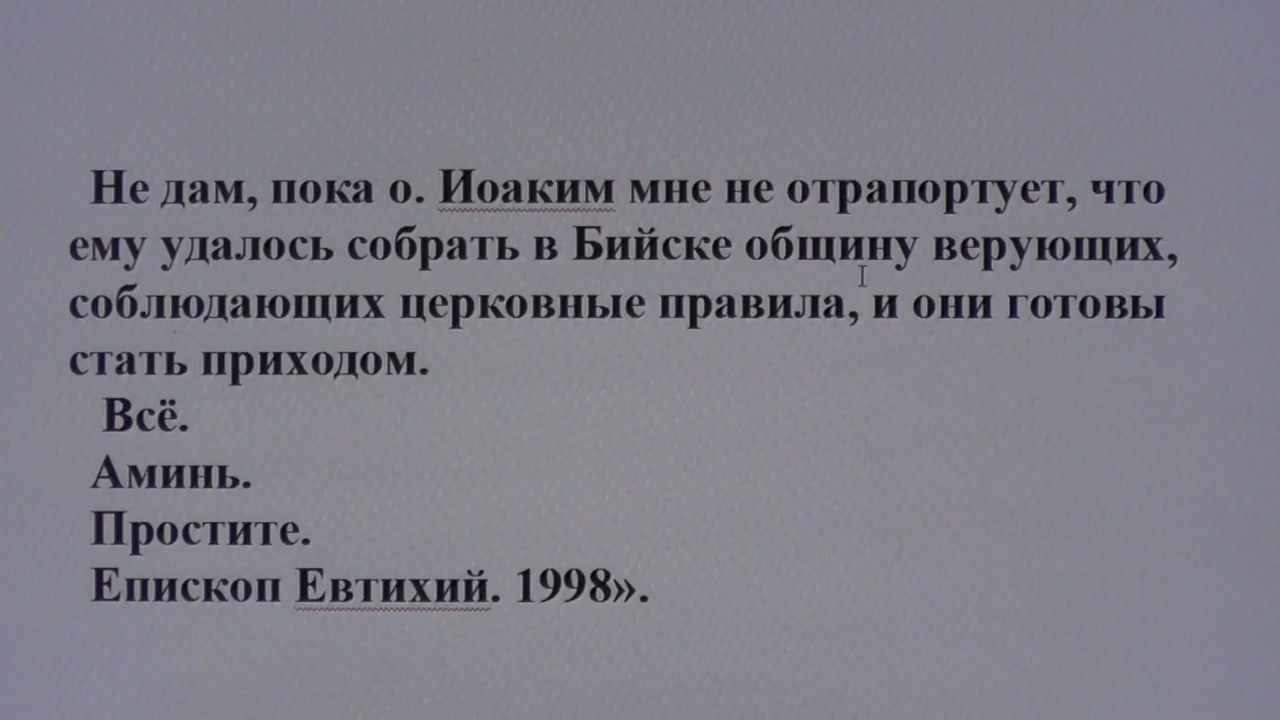 Не дам, пока о. Иоаким мне не отрапортует, что
ему удалось собрать в Бийске общину верующих,
соблюдающих церковные правила, и они готовы
стать приходом.
Всё.
Аминь.
Простите.
Епископ Евтихий. 1998».